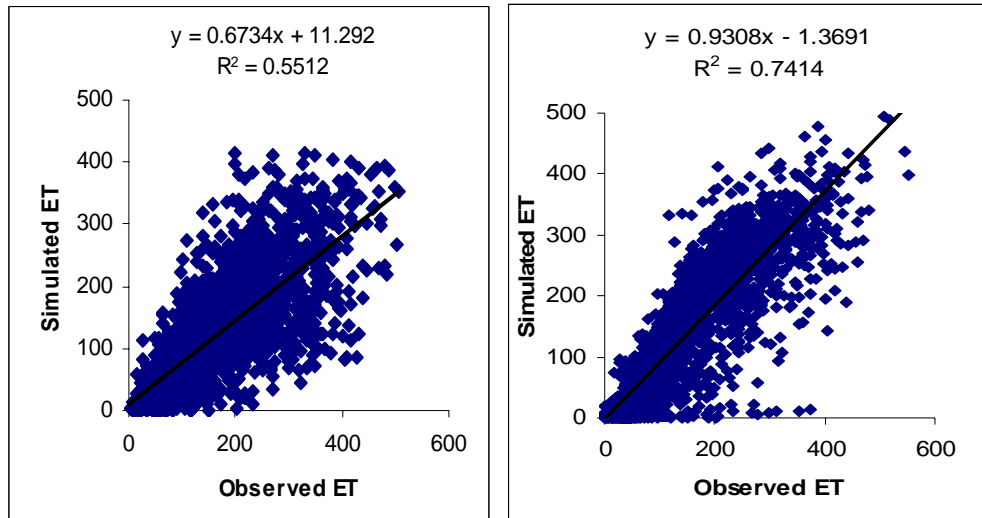 y = 0.6734x + 11.292
R² = 0.5512
500
400
300
200
100
0
0 200 400 600
Simulated ET
Observed ET
y = 0.9308x - 1.3691
R² = 0.7414
500
400
300
200
100
0
0 200 400 600
Simulated ET
Observed ET